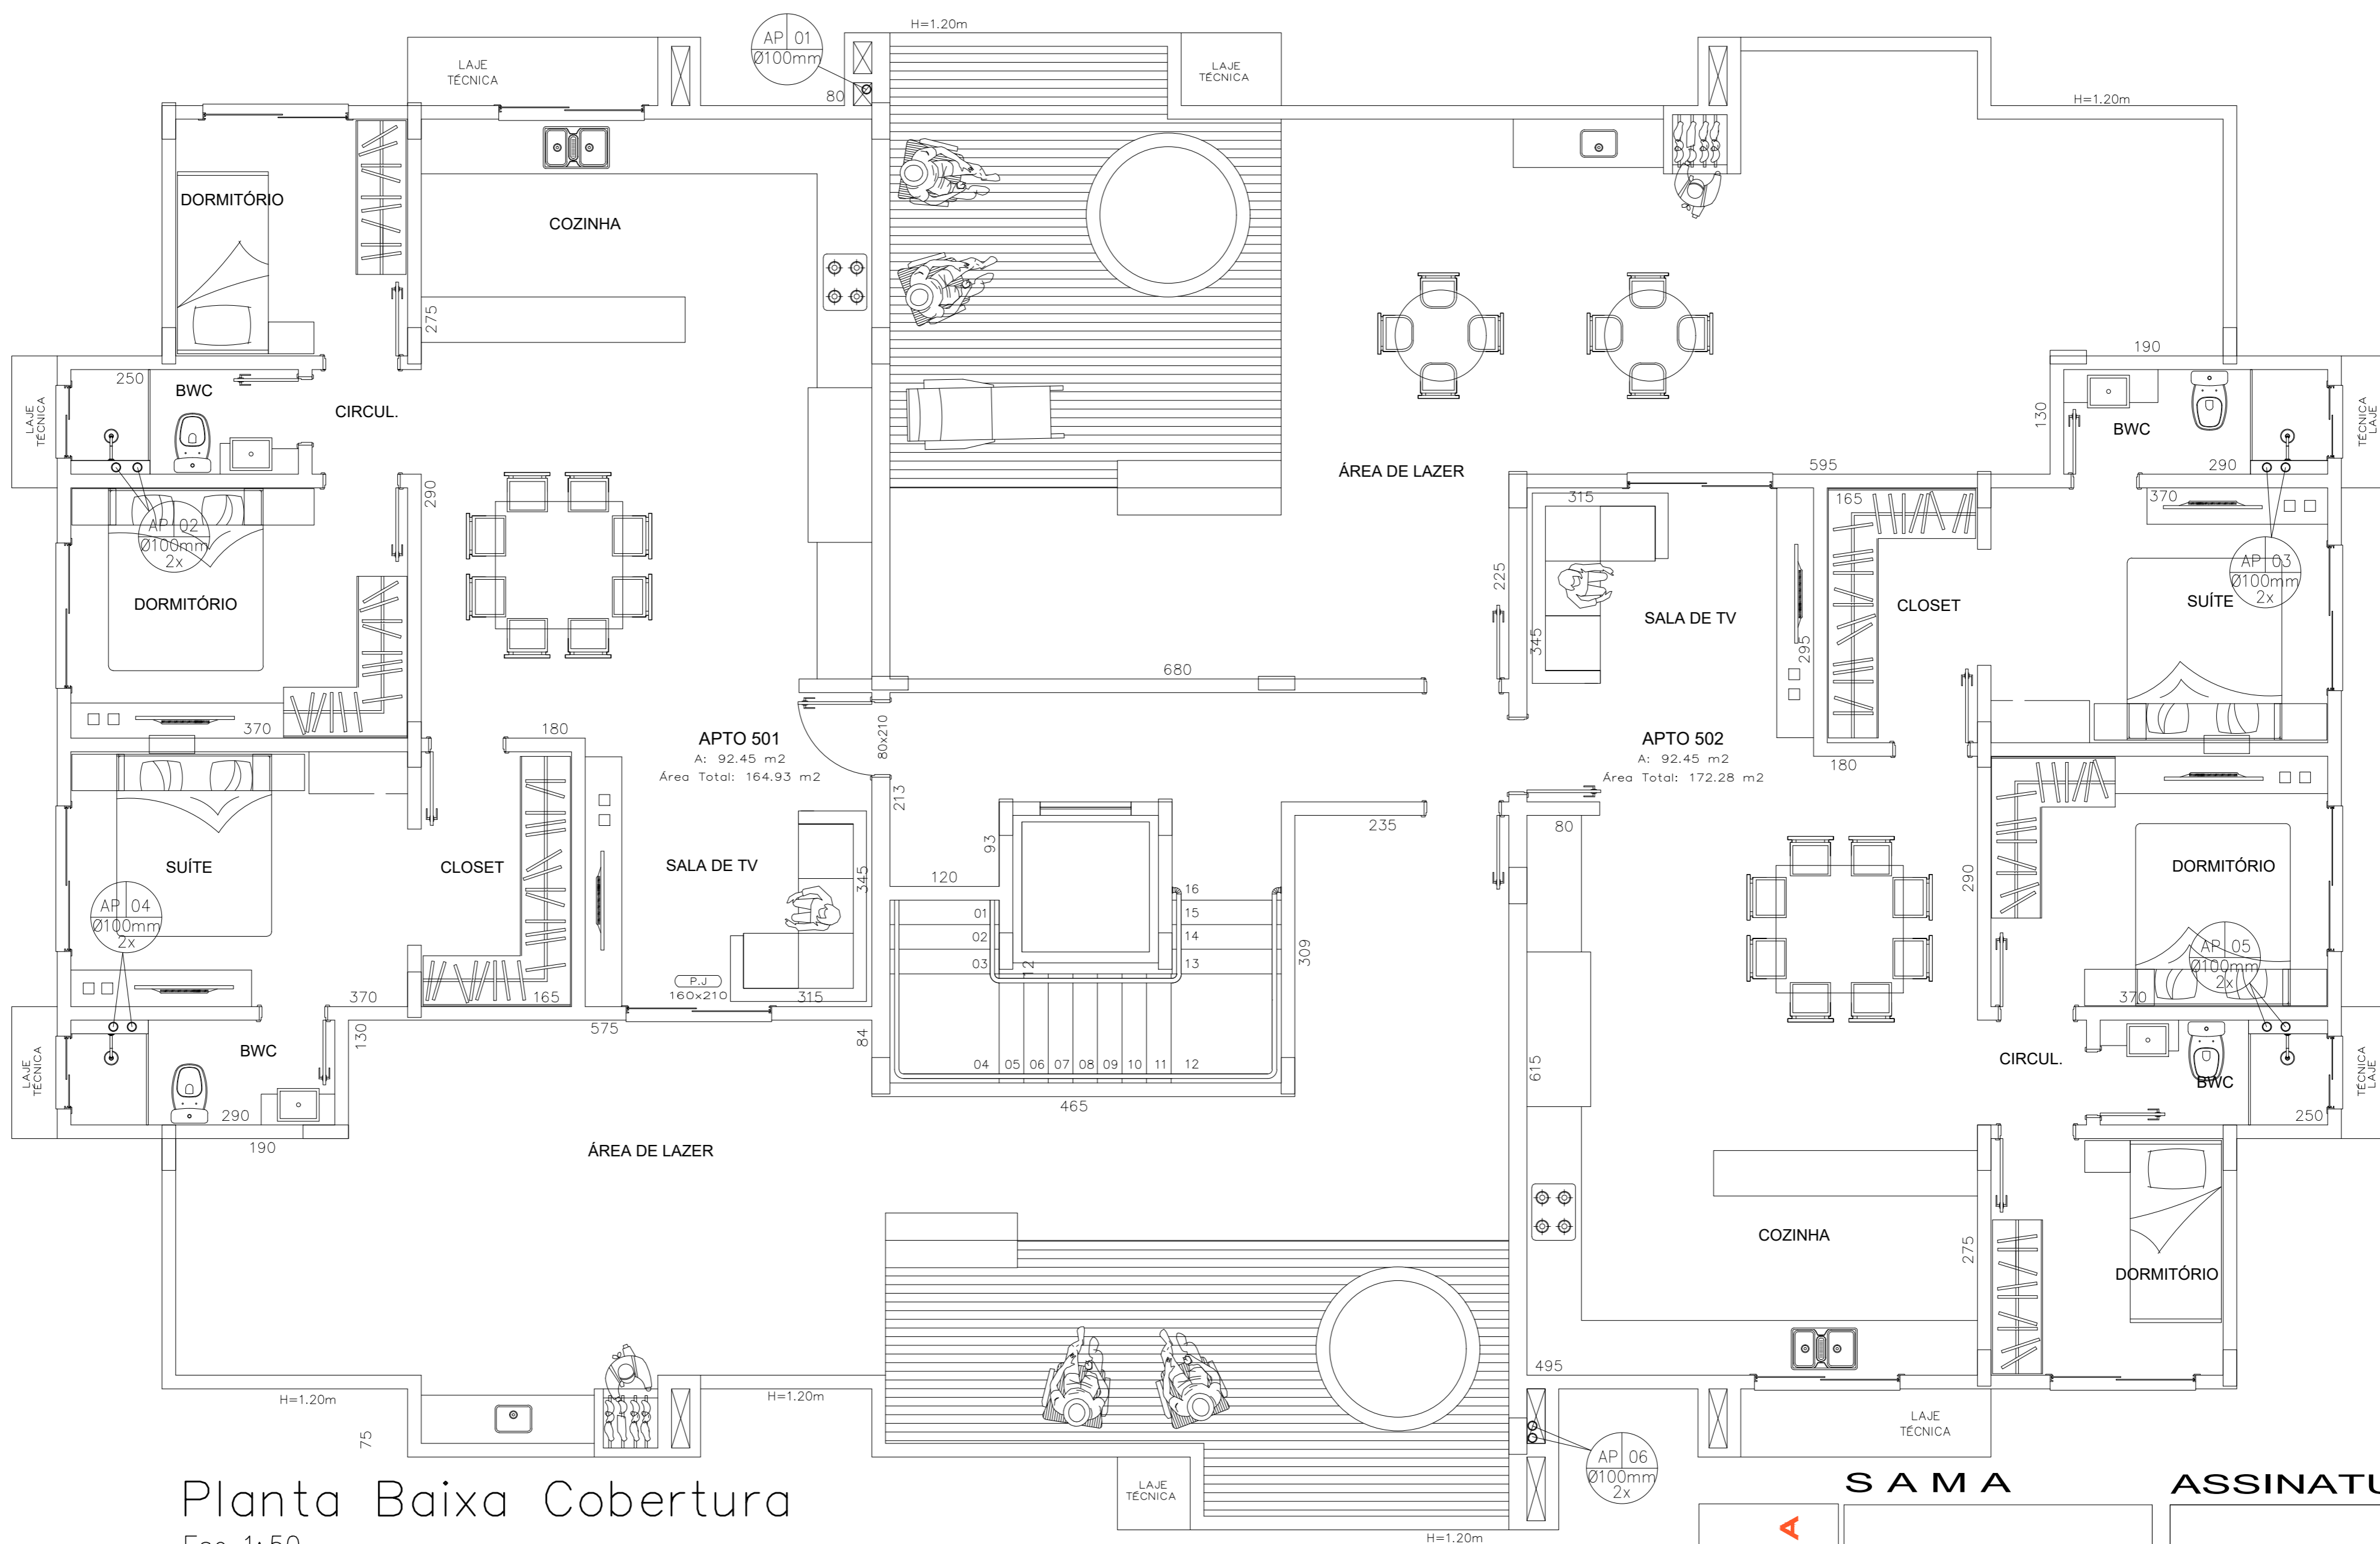 H=1.20m
AP 01
Ø100mm
80
LAJE
TÉCNICA
LAJE
TÉCNICA
H=1.20m
DORMITÓRIO
COZINHA
275
250
BWC
CIRCUL.
LAJE
TÉCNICA
190
130
BWC
TÉCNICA
LAJE
ÁREA DE LAZER
595
290
290
315
165
370
AP 02
Ø100mm
2x
225
AP 03
Ø100mm
2x
DORMITÓRIO
SALA DE TV
CLOSET
SUÍTE
345
295
680
370
180
80x210
APTO 501
A: 92.45 m2
Área Total: 164.93 m2
APTO 502
A: 92.45 m2
Área Total: 172.28 m2
180
213
235
80
93
SUÍTE
CLOSET
SALA DE TV
345
120
290
DORMITÓRIO
16
01
15
02
14
03
12
13
309
AP 04
Ø100mm
2x
AP 05
Ø100mm
2x
P.J
160x210
370
165
315
370
575
130
84
BWC
LAJE
TÉCNICA
04 05 06 07 08 09 10 11 12
615
CIRCUL.
BWC
TÉCNICA
LAJE
465
290
250
190
ÁREA DE LAZER
COZINHA
275
DORMITÓRIO
495
H=1.20m
H=1.20m
75
LAJE
TÉCNICA
AP 06
Ø100mm
2x
LAJE
TÉCNICA
H=1.20m
Planta Baixa Cobertura
SAMA
A